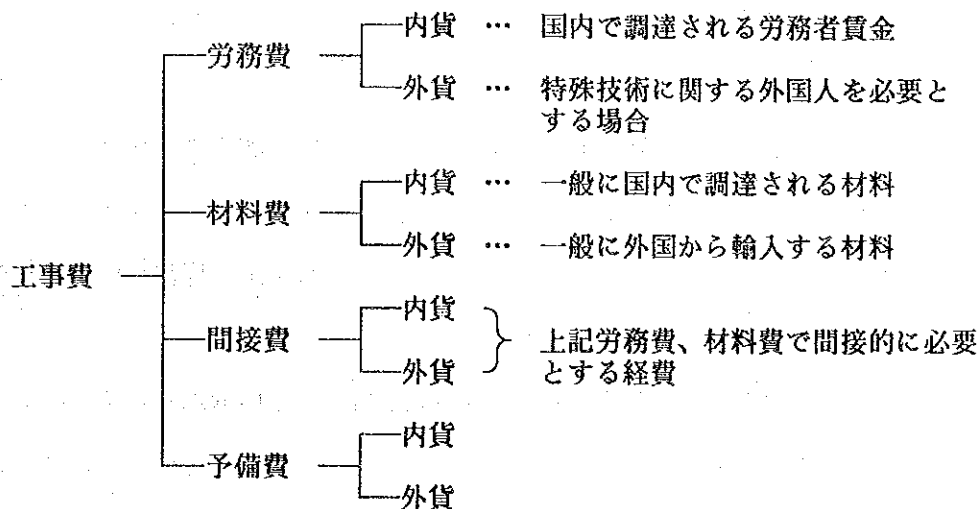 内貨 … 国内で調達される労務者賃金
労務費
外貨 … 特殊技術に関する外国人を必要と
する場合
内貨 … 一般に国内で調達される材料
材料費
外貨 … 一般に外国から輸入する材料
工事費
内貨
間接費
上記労務費、材料費で間接的に必要
とする経費
外貨
内貨
予備費
外貨